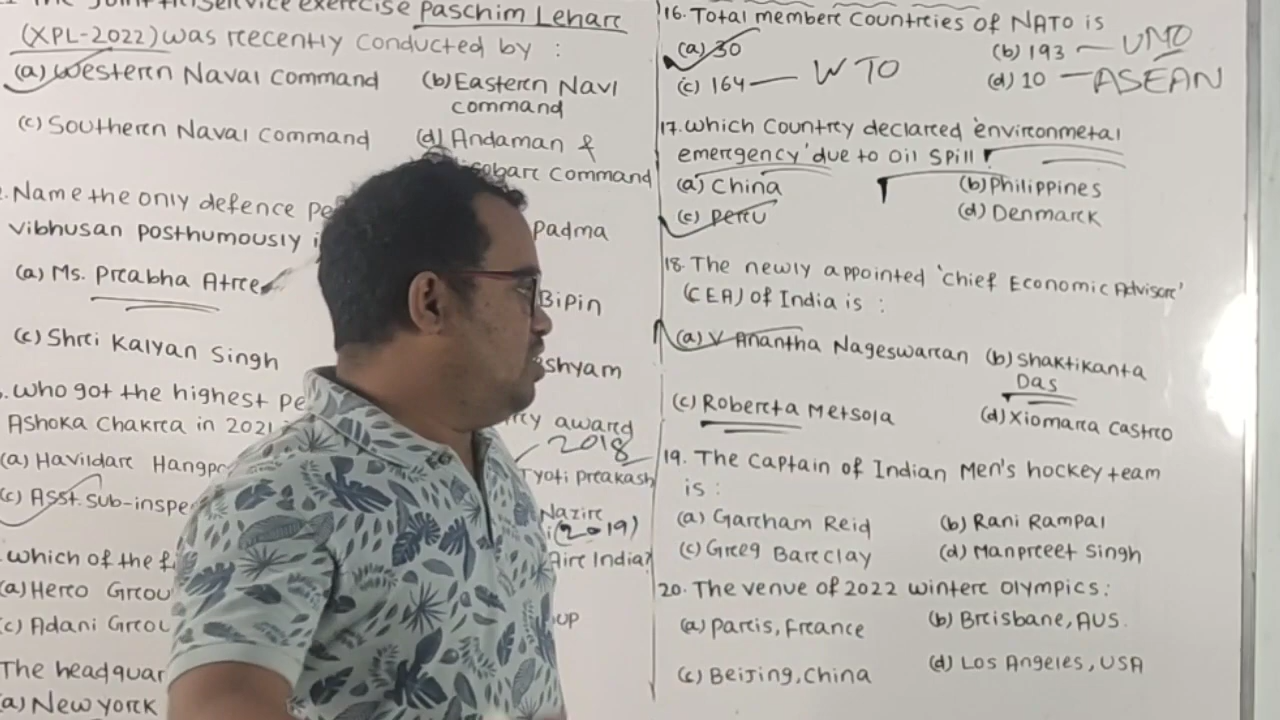 The Joint tri service exercise Paschim Lehar
(XPL-2022) was recently conducted by :
(a) Western Naval command (b) Eastern Navl
command
(c) Southern Naval command (d) Andaman &
command
Name the only defence
vibhusan posthumously Padma
(a) Ms. Prabha Atre BiPin
(c) Shri Kalyan Singh shyam
Who got the highest
Ashoka Chakra in 2021 award
2018
(a) Havildar Jyoti prakash
(c) Asst. Sub-inspe Nazir
(2019)
Which of the Air India?
(a) Hero Grou
(c) Adani Grou up
The headquar
(a) New york
16. Total member countries of NATO is
(a) 30 (b) 193 — UNO
(c) 164 — WTO (d) 10 — ASEAN
17. Which Country declared 'environmetal
emergency' due to Oil Spill ?
(a) China (b) Philippines
(c) Peru (d) Denmark
18. The newly appointed 'Chief Economic Advisor'
(CEA) of India is :
(a) V Anantha Nageswaran (b) Shaktikanta
Das
(c) Roberta Metsola (d) Xiomara Castro
19. The Captain of Indian Men's hockey team
is :
(a) Garham Reid (b) Rani Rampal
(c) Greeg Barclay (d) Manpreet Singh
20. The venue of 2022 winter Olympics :
(a) Paris, France (b) Brisbane, AUS.
(c) Beijing, China (d) Los Angeles, USA